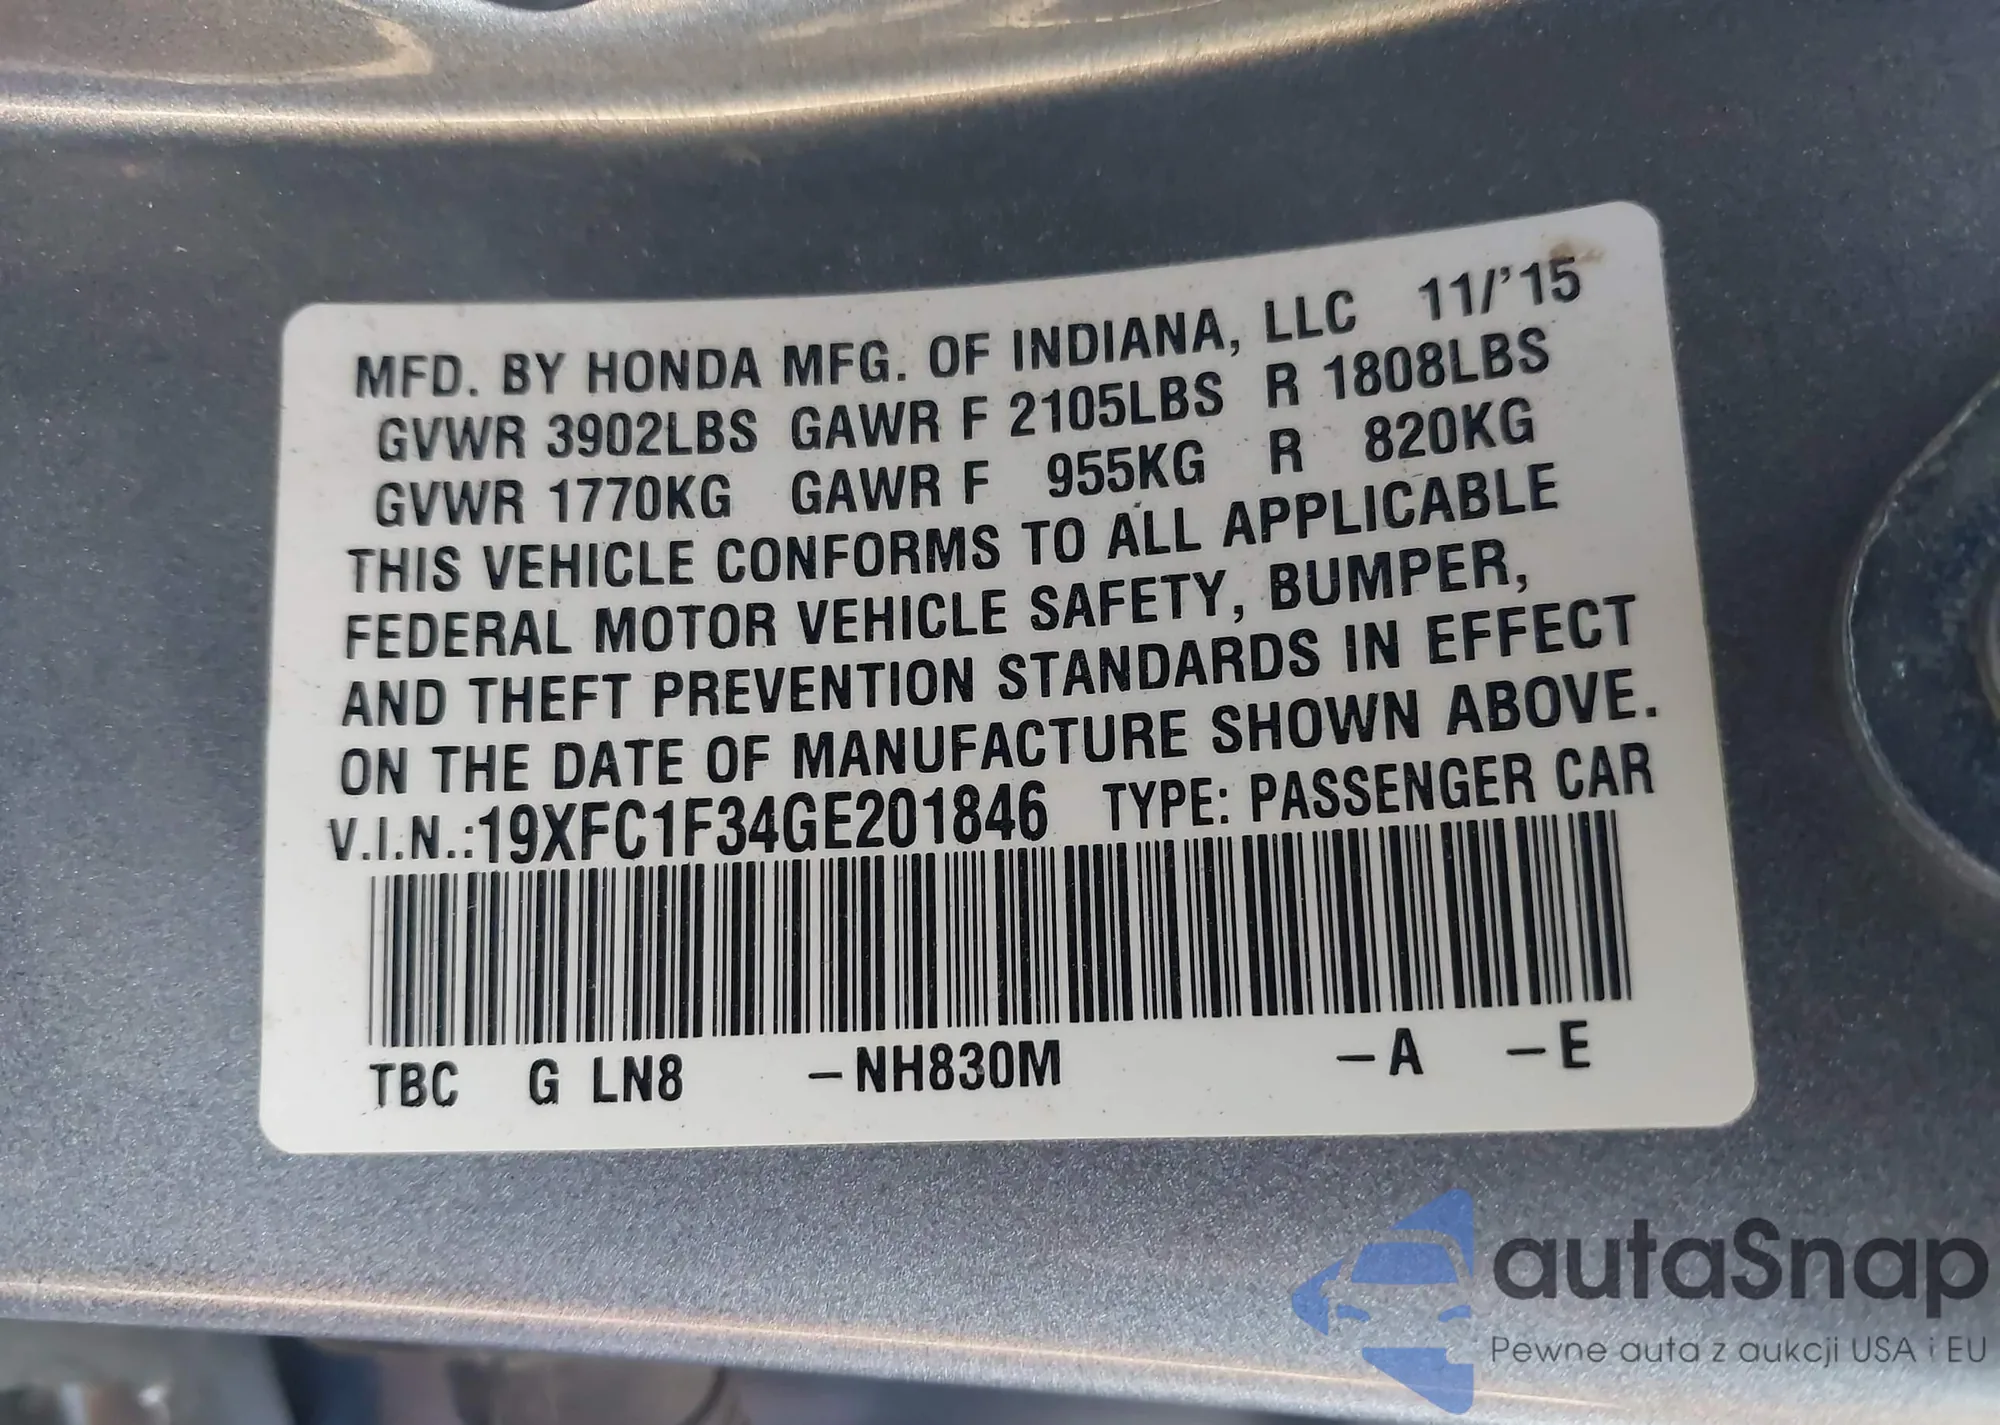 MFD. BY HONDA MFG. OF INDIANA, LLC 11/'15
GVWR 3902LBS GAWR F 2105LBS R 1808LBS
GVWR 1770KG GAWR F 955KG R 820KG
THIS VEHICLE CONFORMS TO ALL APPLICABLE
FEDERAL MOTOR VEHICLE SAFETY, BUMPER,
AND THEFT PREVENTION STANDARDS IN EFFECT
ON THE DATE OF MANUFACTURE SHOWN ABOVE.
V.I.N.:19XFC1F34GE201846 TYPE: PASSENGER CAR
TBC G LN8 –NH830M –A –E
autaSnap
Pewne auta z aukcji USA i EU